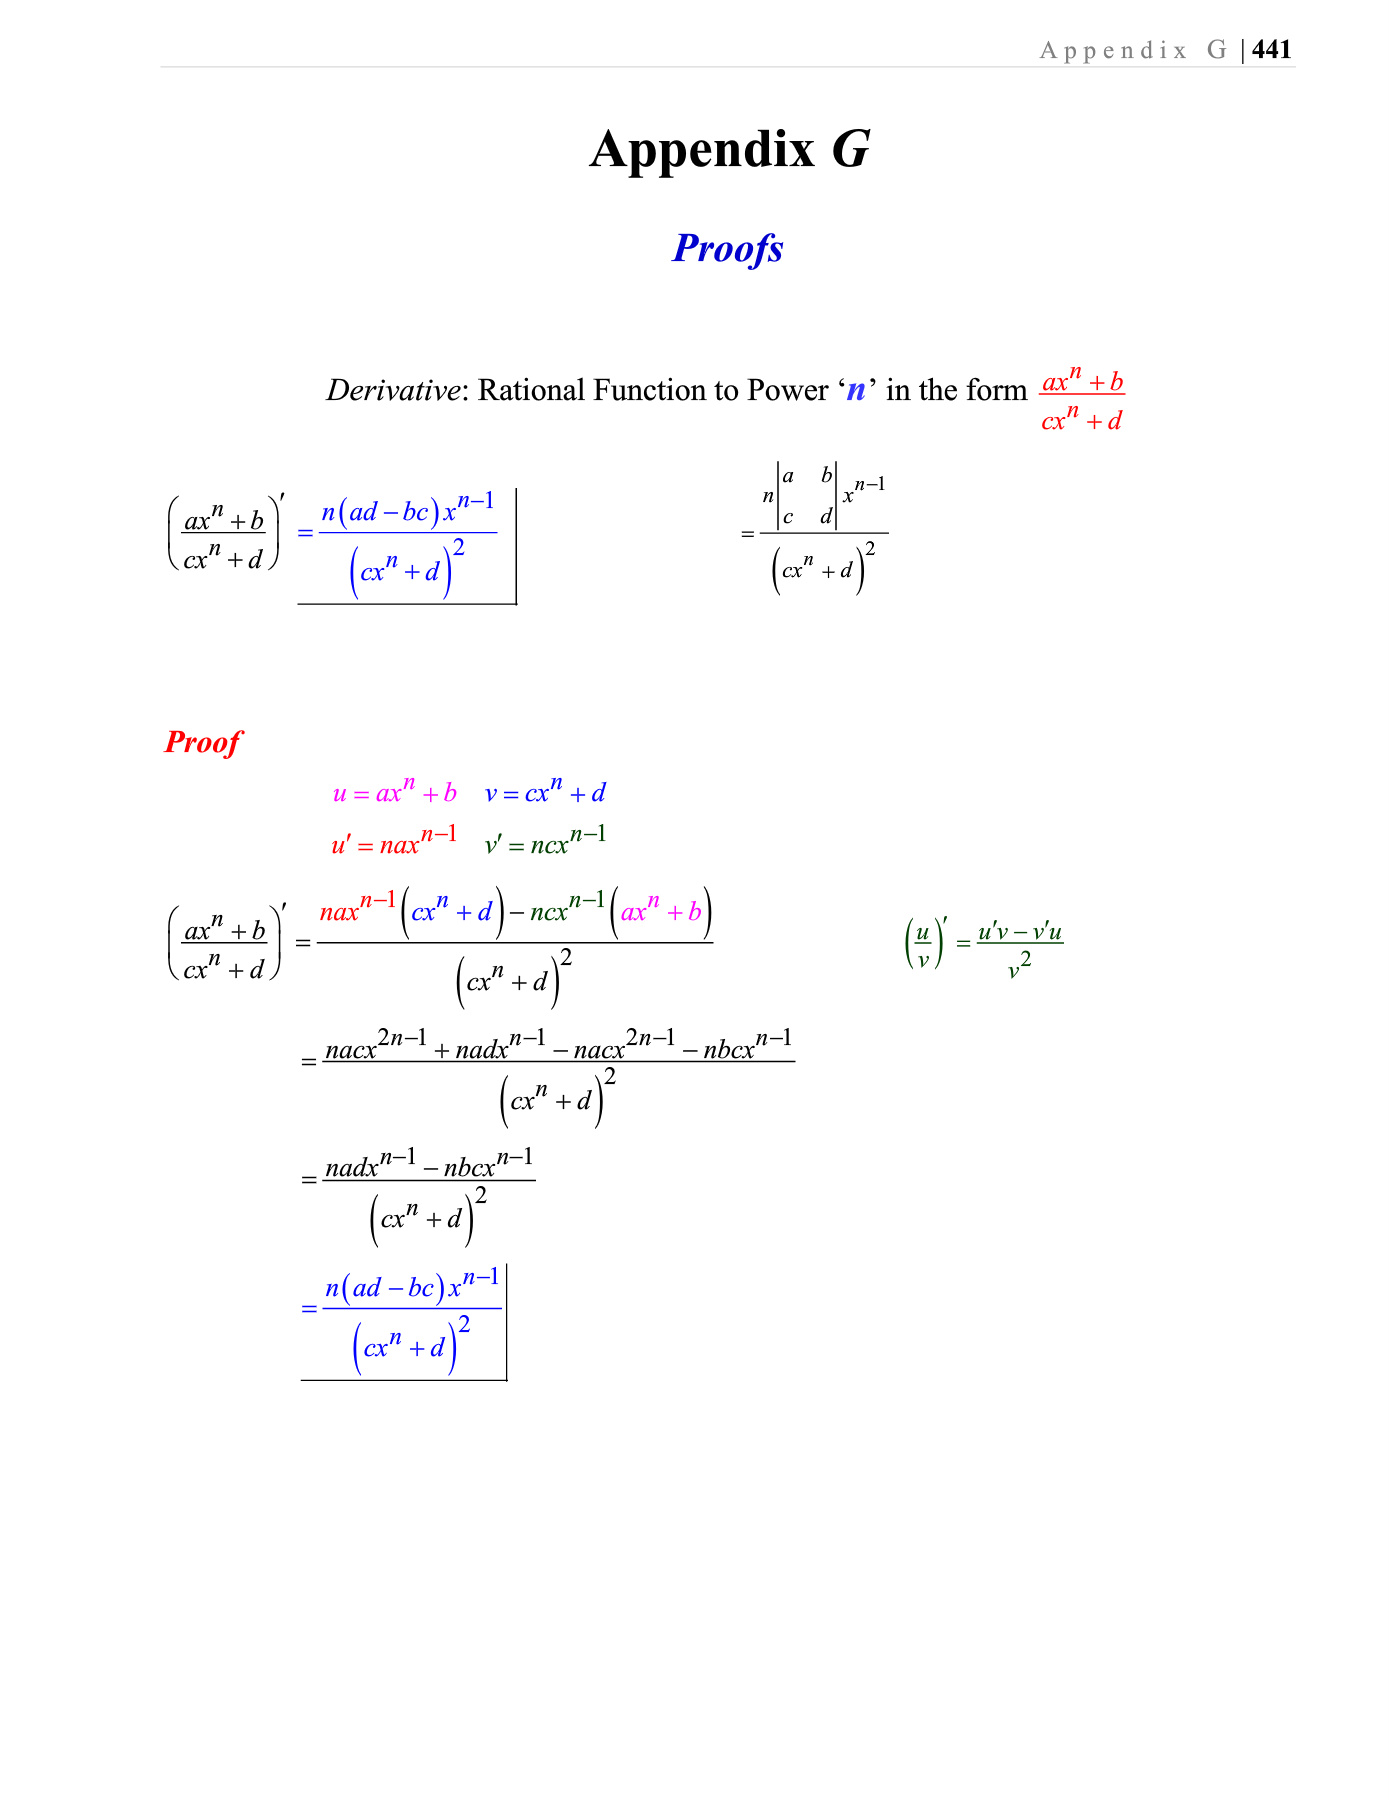 Appendix G | 441
Appendix G
Proofs
Derivative: Rational Function to Power ‘n’ in the form $\frac{ax^n+b}{cx^n+d}$
$\left(\frac{ax^n+b}{cx^n+d}\right)' = \frac{n(ad-bc)x^{n-1}}{(cx^n+d)^2}$ $= \frac{n\begin{vmatrix} a & b \\ c & d \end{vmatrix}x^{n-1}}{(cx^n+d)^2}$
Proof
$u = ax^n+b \quad v = cx^n+d$
$u' = nax^{n-1} \quad v' = ncx^{n-1}$
$\left(\frac{ax^n+b}{cx^n+d}\right)' = \frac{nax^{n-1}(cx^n+d)-ncx^{n-1}(ax^n+b)}{(cx^n+d)^2}$ $\left(\frac{u}{v}\right)' = \frac{u'v-v'u}{v^2}$
$= \frac{nacx^{2n-1}+nadx^{n-1}-nacx^{2n-1}-nbcx^{n-1}}{(cx^n+d)^2}$
$= \frac{nadx^{n-1}-nbcx^{n-1}}{(cx^n+d)^2}$
$= \frac{n(ad-bc)x^{n-1}}{(cx^n+d)^2}$